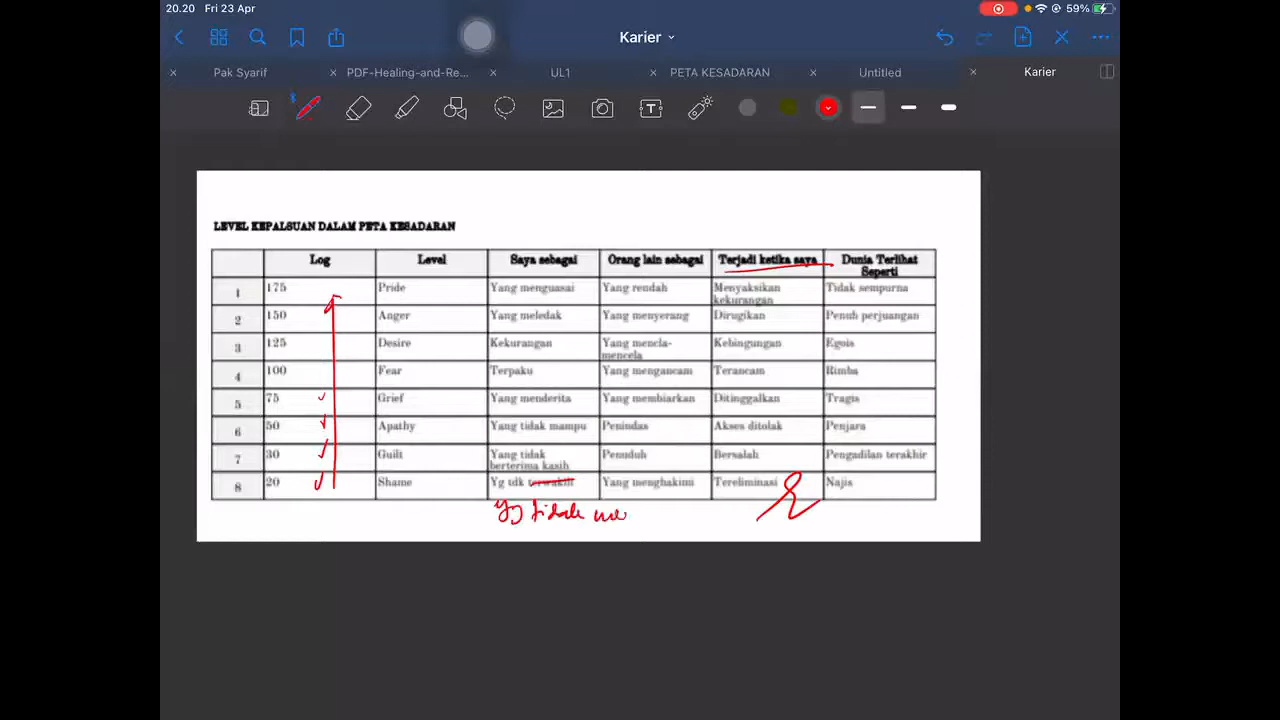 20.20 Fri 23 Apr 59%
Karier
Pak Syarif PDF-Healing-and-Re... UL1 PETA KESADARAN Untitled Karier
LEVEL KEPALSUAN DALAM PETA KESADARAN
Log Level Saya sebagai Orang lain sebagai Terjadi ketika saya Dunia Terlihat Seperti
1 175 Pride Yang menguasai Yang rendah Menyaksikan kekurangan Tidak sempurna
2 150 Anger Yang meledak Yang menyerang Dirugikan Penuh perjuangan
3 125 Desire Kekurangan Yang mencla-mencela Kebingungan Egois
4 100 Fear Terpaku Yang mengancam Terancam Rimba
5 75 Grief Yang menderita Yang membiarkan Ditinggalkan Tragis
6 50 Apathy Yang tidak mampu Penindas Akses ditolak Penjara
7 30 Guilt Yang tidak berterima kasih Penuduh Bersalah Pengadilan terakhir
8 20 Shame Yg tdk terwakili Yang menghakimi Tereliminasi Najis
Yg tidak me